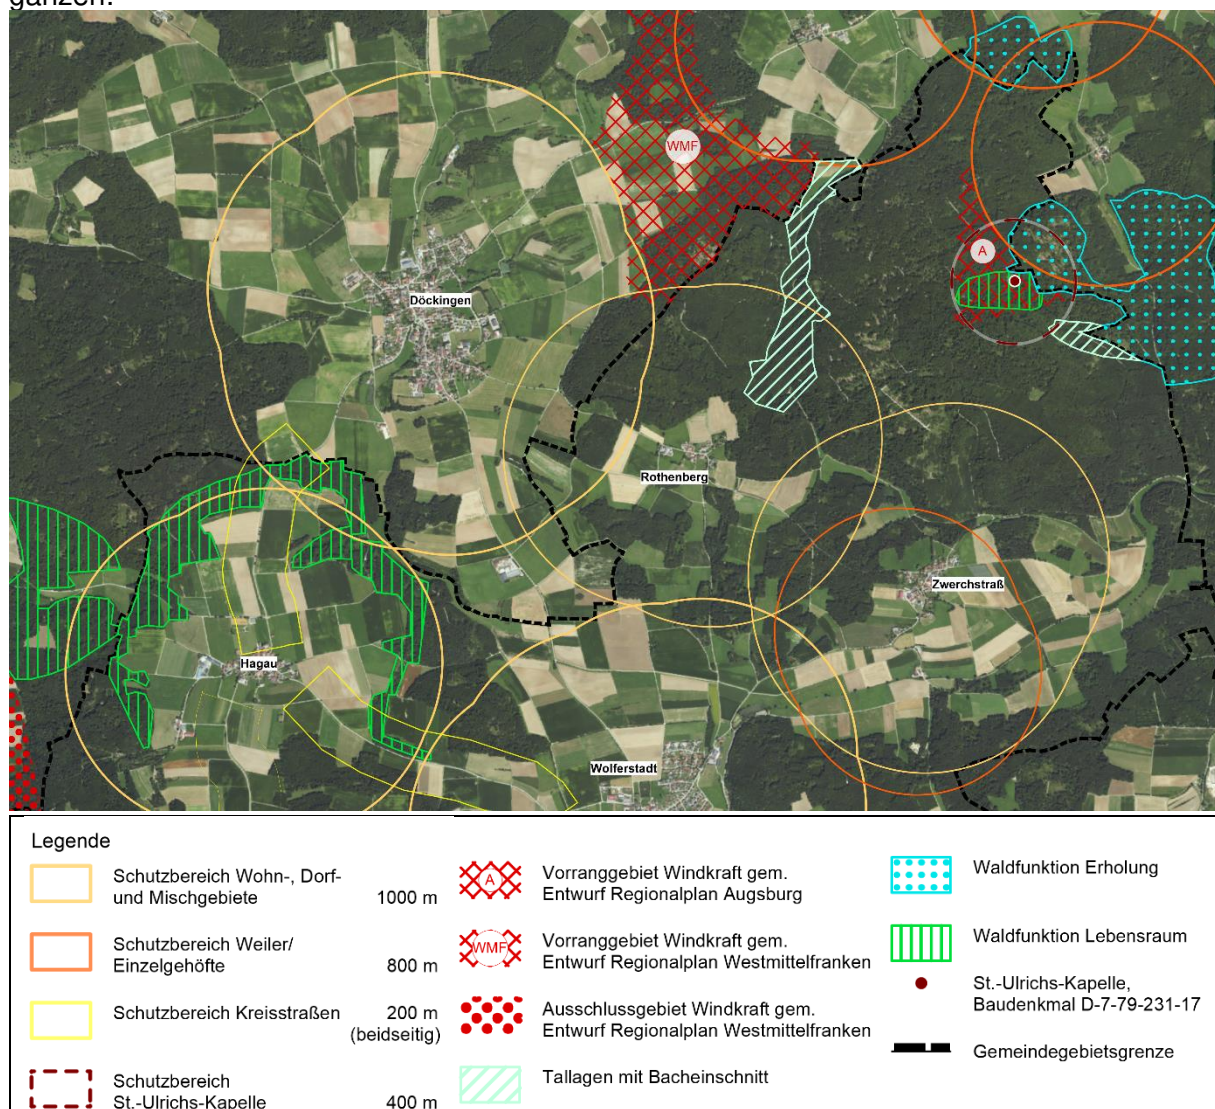 ganzen.
WMF
A
Döckingen
Rothenberg
Zwerchstraß
Hagau
Wolferstadt
Legende
Schutzbereich Wohn-, Dorf-
und Mischgebiete 1000 m
Schutzbereich Weiler/
Einzelgehöfte 800 m
Schutzbereich Kreisstraßen 200 m
(beidseitig)
Schutzbereich
St.-Ulrichs-Kapelle 400 m
A
Vorranggebiet Windkraft gem.
Entwurf Regionalplan Augsburg
WMF
Vorranggebiet Windkraft gem.
Entwurf Regionalplan Westmittelfranken
Ausschlussgebiet Windkraft gem.
Entwurf Regionalplan Westmittelfranken
Tallagen mit Bacheinschnitt
Waldfunktion Erholung
Waldfunktion Lebensraum
St.-Ulrichs-Kapelle,
Baudenkmal D-7-79-231-17
Gemeindegebietsgrenze